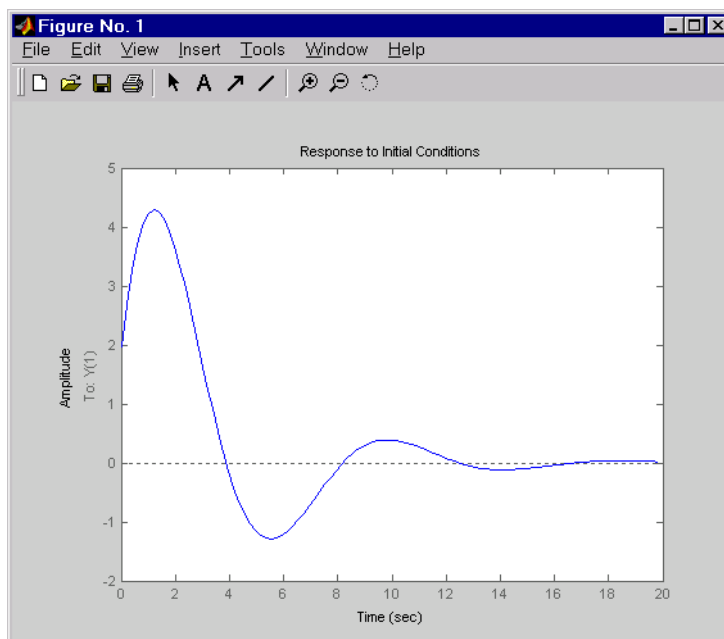 Figure No. 1
File Edit View Insert Tools Window Help
A
Response to Initial Conditions
5
4
3
2
1
0
-1
-2
Amplitude
To: Y(1)
0 2 4 6 8 10 12 14 16 18 20
Time (sec)